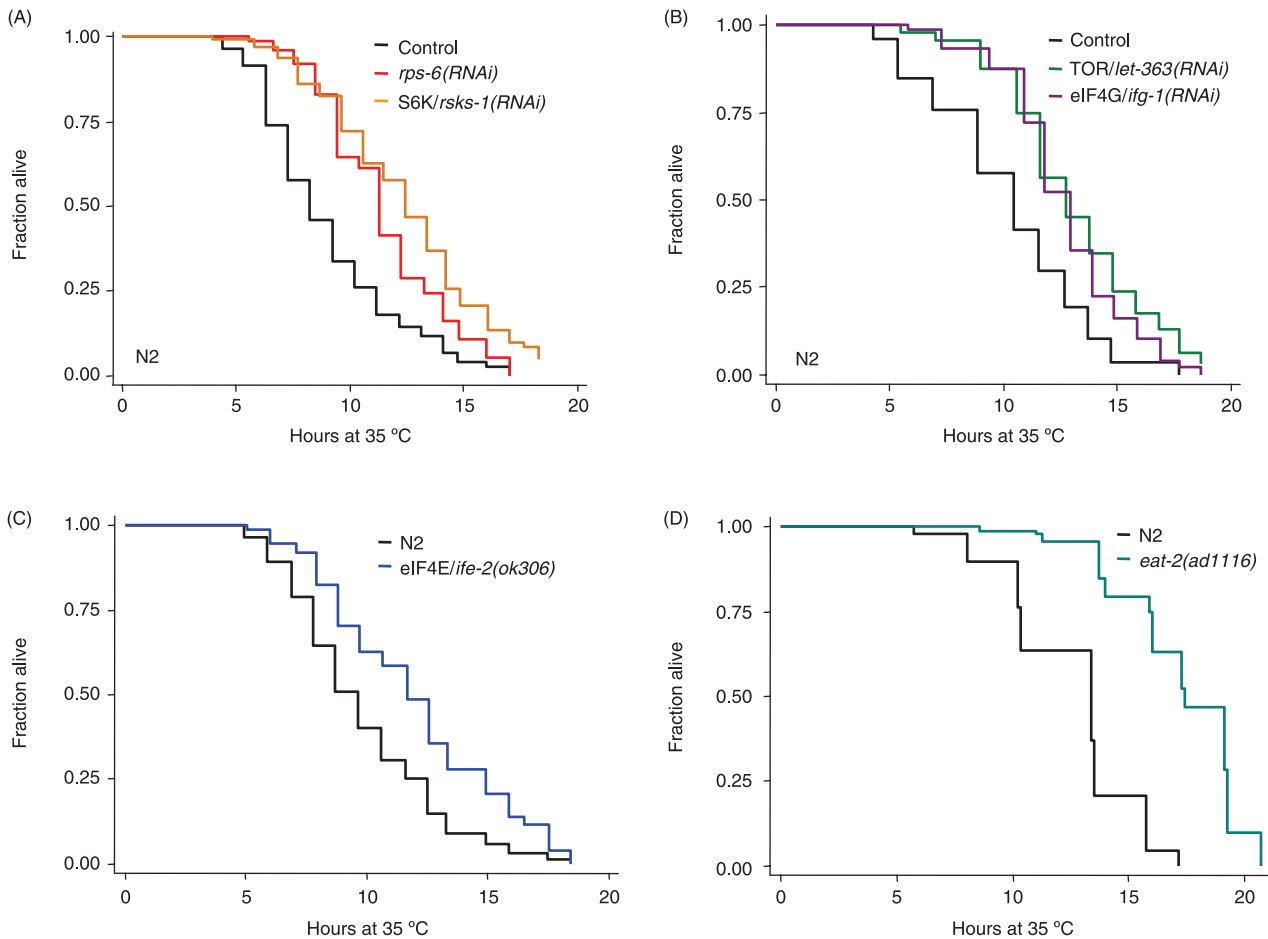 (A)
Fraction alive
1.00
0.75
0.50
0.25
0.00
Control
rps-6(RNAi)
S6K/rsks-1(RNAi)
N2
0 5 10 15 20
Hours at 35 ºC
(B)
Fraction alive
1.00
0.75
0.50
0.25
0.00
Control
TOR/let-363(RNAi)
eIF4G/ifg-1(RNAi)
N2
0 5 10 15 20
Hours at 35 ºC
(C)
Fraction alive
1.00
0.75
0.50
0.25
0.00
N2
eIF4E/ife-2(ok306)
0 5 10 15 20
Hours at 35 ºC
(D)
Fraction alive
1.00
0.75
0.50
0.25
0.00
N2
eat-2(ad1116)
0 5 10 15 20
Hours at 35 ºC